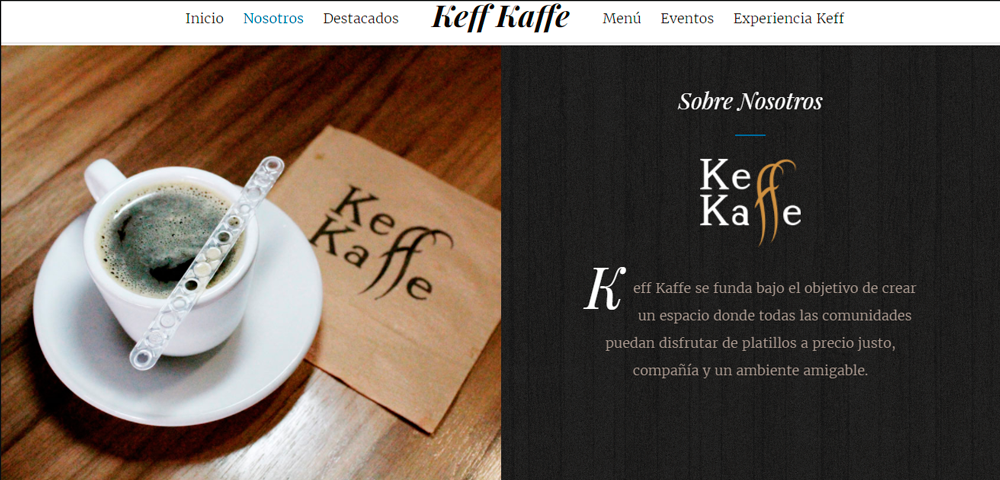 Inicio Nosotros Destacados Keff Kaffe Menú Eventos Experiencia Keff
Keffe
Kaffe
Sobre Nosotros
Keffe
Kaffe
Keff Kaffe se funda bajo el objetivo de crear
un espacio donde todas las comunidades
puedan disfrutar de platillos a precio justo,
compañía y un ambiente amigable.